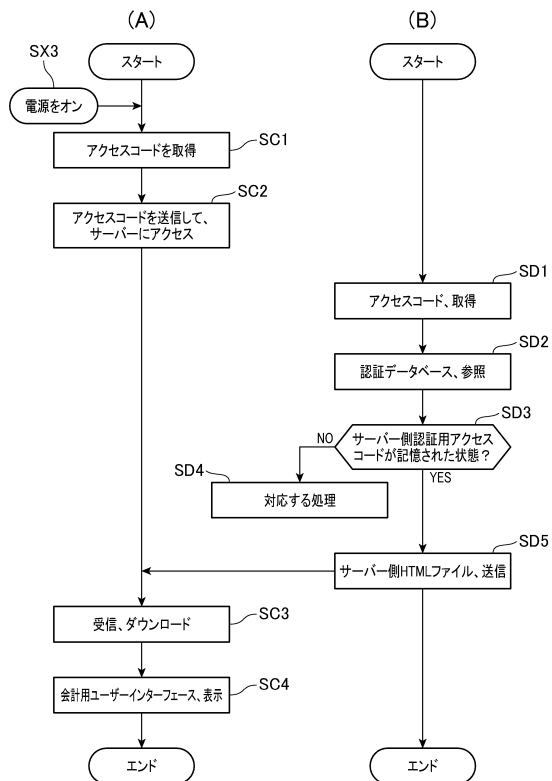 (A)
(B)
SX3
スタート
スタート
電源をオン
SC1
アクセスコードを取得
SC2
アクセスコードを送信して、
サーバーにアクセス
SD1
アクセスコード、取得
SD2
認証データベース、参照
SD3
サーバー側認証用アクセス
コードが記憶された状態?
NO
YES
SD4
対応する処理
SD5
サーバー側HTMLファイル、送信
SC3
受信、ダウンロード
SC4
会計用ユーザーインターフェース、表示
エンド
エンド